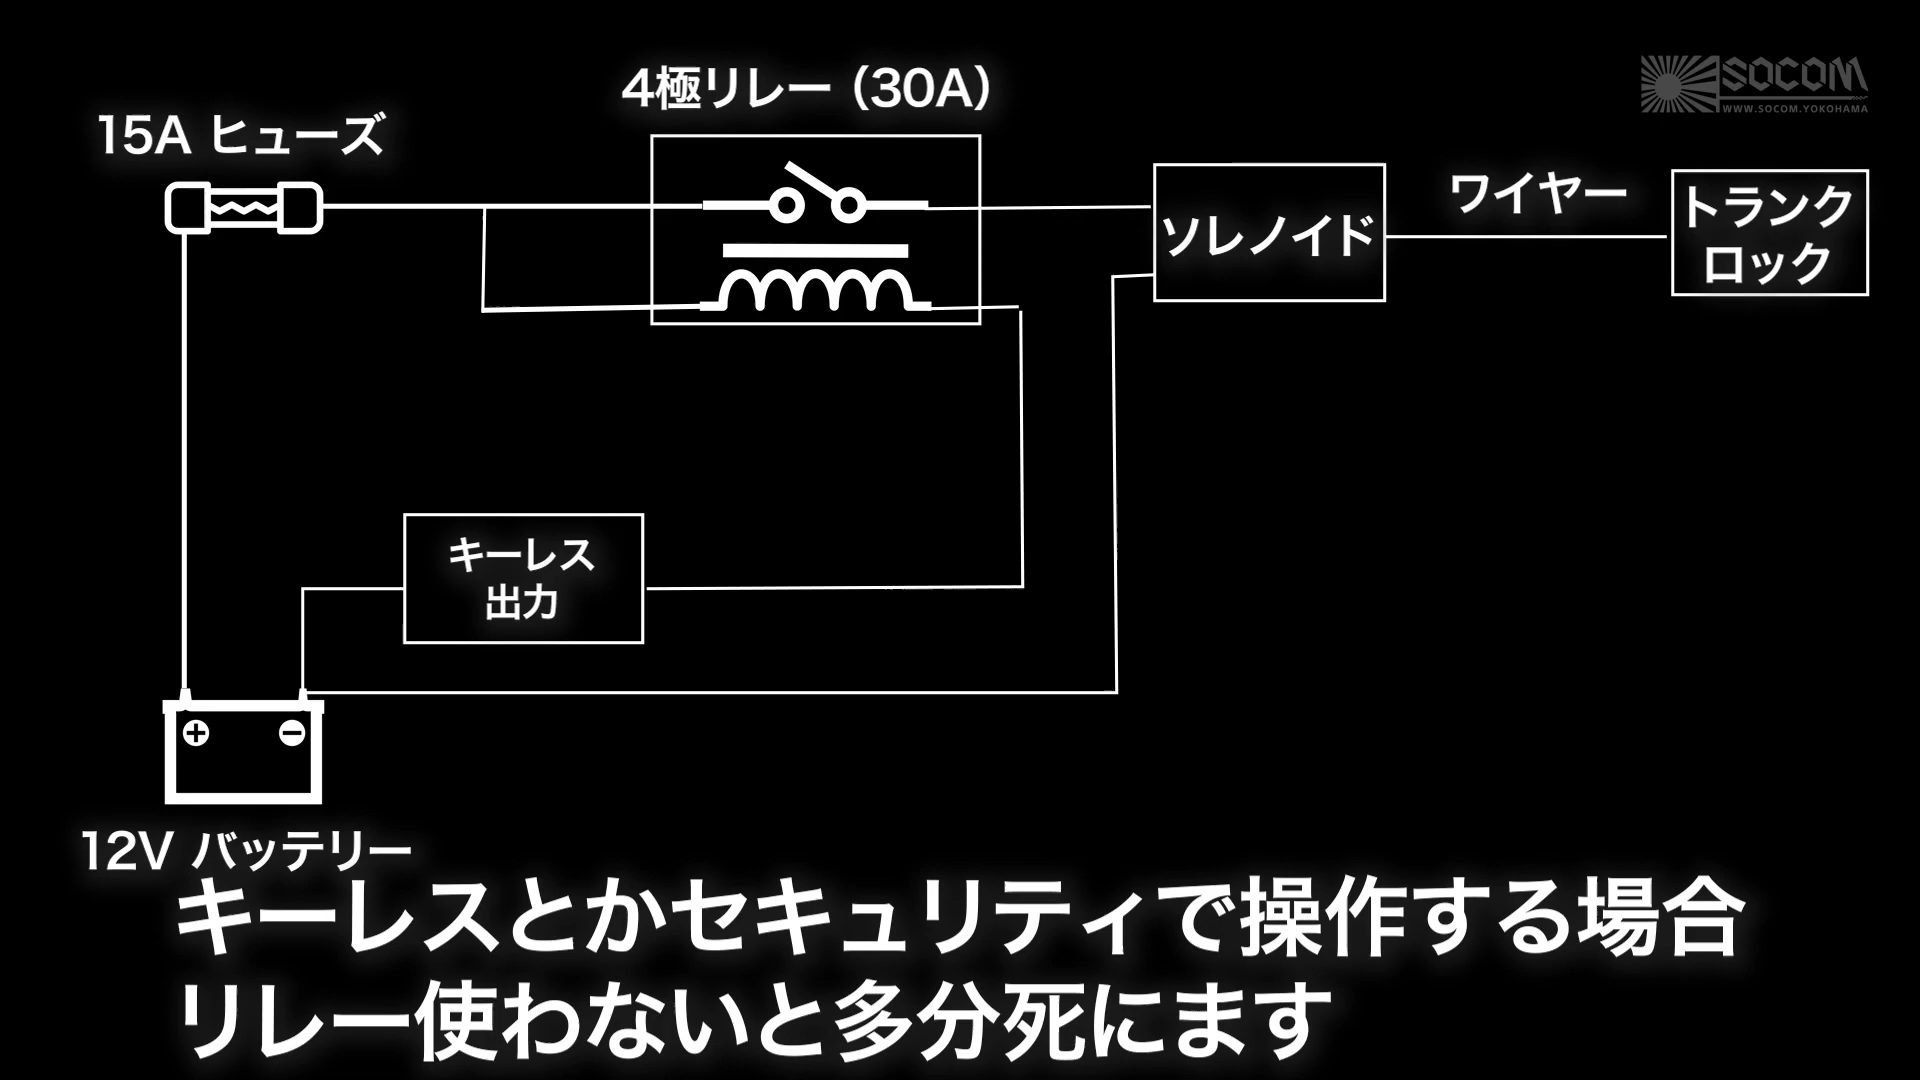 4極リレー（30A）
SOCOM
WWW.SOCOM.YOKOHAMA
15A ヒューズ
ワイヤー
ソレノイド
トランク
ロック
キーレス
出力
+
−
12V バッテリー
キーレスとかセキュリティで操作する場合
リレー使わないと多分死にます